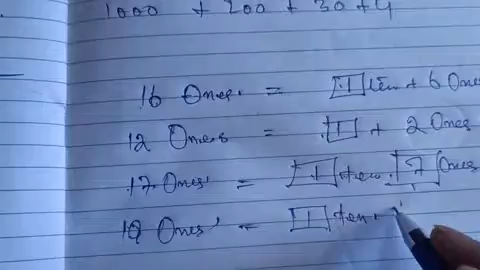 1000 + 200 + 30 + 4
16 Ones = 1 ten + 6 Ones
12 Ones = 1 + 2 Ones
17 Ones = 1 ten 7 Ones
Ones = 1 ten